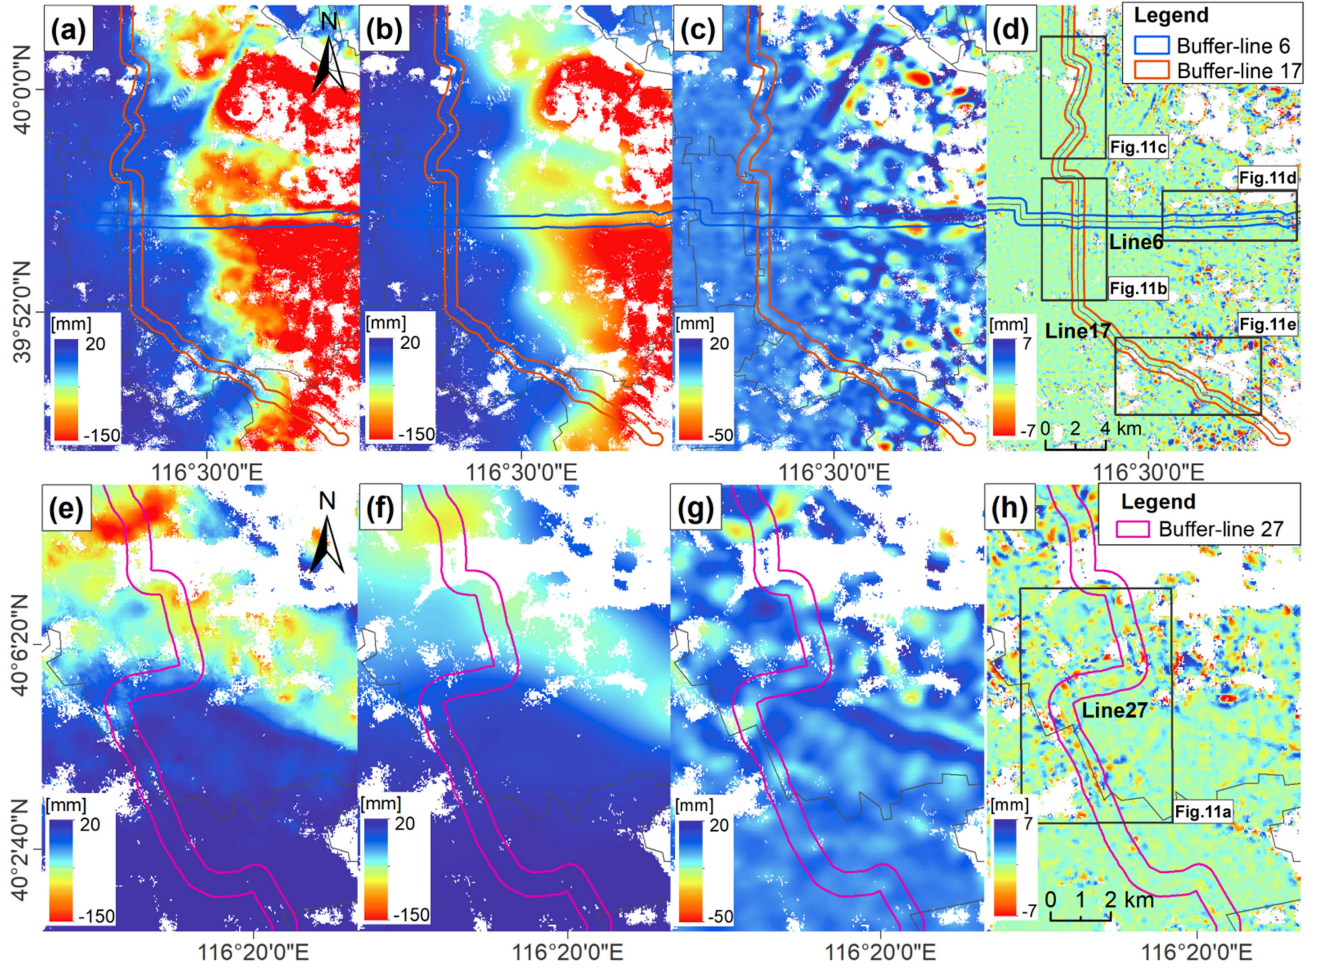 (a)
N
(b)
(c)
(d)
Legend
Buffer-line 6
Buffer-line 17
40°0'0"N
39°52'0"N
Fig.11c
Fig.11d
Line6
Fig.11b
Line17
Fig.11e
[mm]
20
-150
[mm]
20
-150
[mm]
7
-50
[mm]
7
-7
0 2 4 km
116°30'0"E
116°30'0"E
116°30'0"E
116°30'0"E
(e)
N
(f)
(g)
(h)
Legend
Buffer-line 27
40°6'20"N
40°2'40"N
Line27
Fig.11a
[mm]
20
-150
[mm]
20
-150
[mm]
20
-50
[mm]
7
-7
0 1 2 km
116°20'0"E
116°20'0"E
116°20'0"E
116°20'0"E